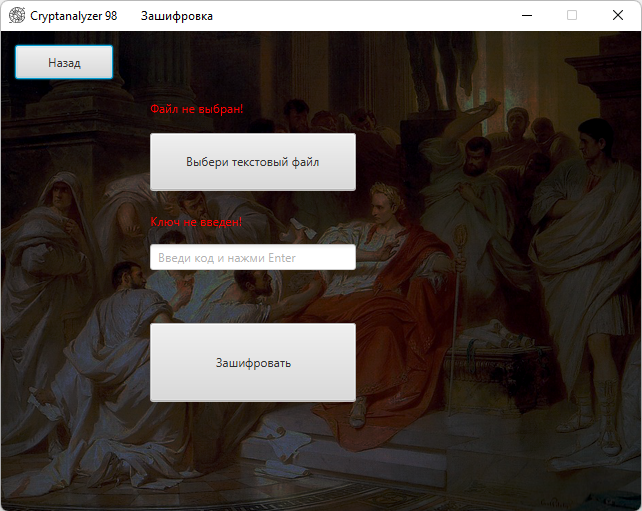 Cryptanalyzer 98 Зашифровка
Назад
Файл не выбран!
Выбери текстовый файл
Ключ не введен!
Введи код и нажми Enter
Зашифровать